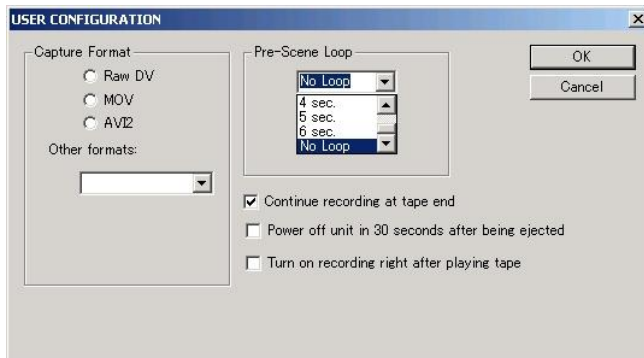 USER CONFIGURATION
Capture Format
Raw DV
MOV
AVI2
Other formats:
Pre-Scene Loop
No Loop
4 sec.
5 sec.
6 sec.
No Loop
Continue recording at tape end
Power off unit in 30 seconds after being ejected
Turn on recording right after playing tape
OK
Cancel